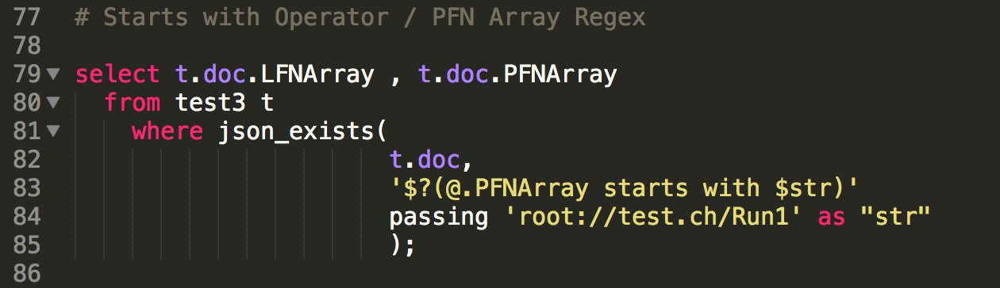 77 # Starts with Operator / PFN Array Regex
78
79 select t.doc.LFNArray , t.doc.PFNArray
80 from test3 t
81 where json_exists(
82 t.doc,
83 '$?(@.PFNArray starts with $str)'
84 passing 'root://test.ch/Run1' as "str"
85 );
86